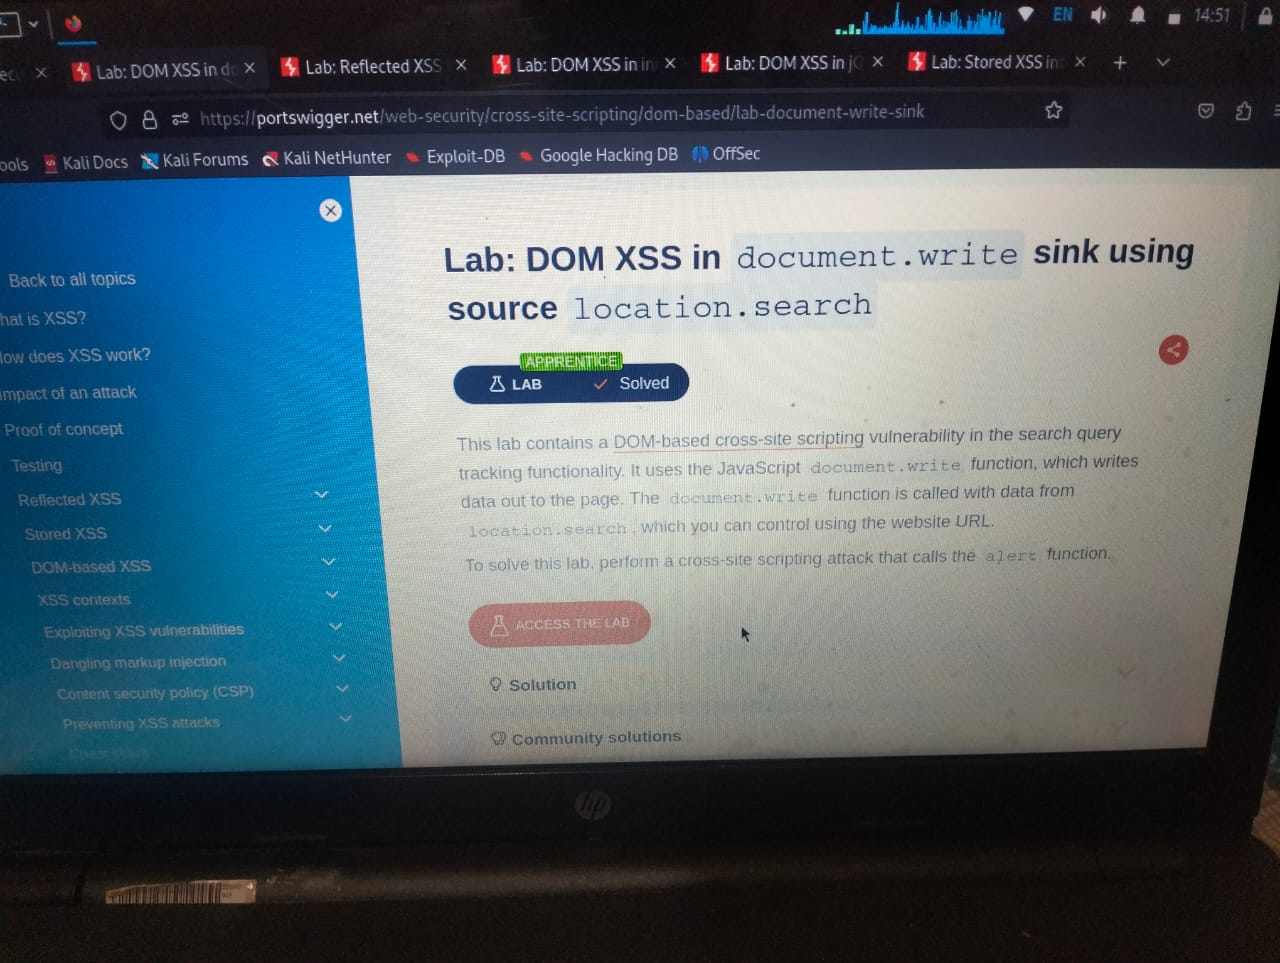 EN
14:51
Lab: DOM XSS in do
Lab: Reflected XSS
Lab: DOM XSS in in
Lab: DOM XSS in jQ
Lab: Stored XSS in
https://portswigger.net/web-security/cross-site-scripting/dom-based/lab-document-write-sink
ools
Kali Docs
Kali Forums
Kali NetHunter
Exploit-DB
Google Hacking DB
OffSec
Back to all topics
hat is XSS?
ow does XSS work?
mpact of an attack
Proof of concept
Testing
Reflected XSS
Stored XSS
DOM-based XSS
XSS contexts
Exploiting XSS vulnerabilities
Dangling markup injection
Content security policy (CSP)
Preventing XSS attacks
Cheat sheet
Lab: DOM XSS in document.write sink using
source location.search
APPRENTICE
LAB
Solved
This lab contains a DOM-based cross-site scripting vulnerability in the search query
tracking functionality. It uses the JavaScript document.write function, which writes
data out to the page. The document.write function is called with data from
location.search, which you can control using the website URL.
To solve this lab, perform a cross-site scripting attack that calls the alert function.
ACCESS THE LAB
Solution
Community solutions
hp